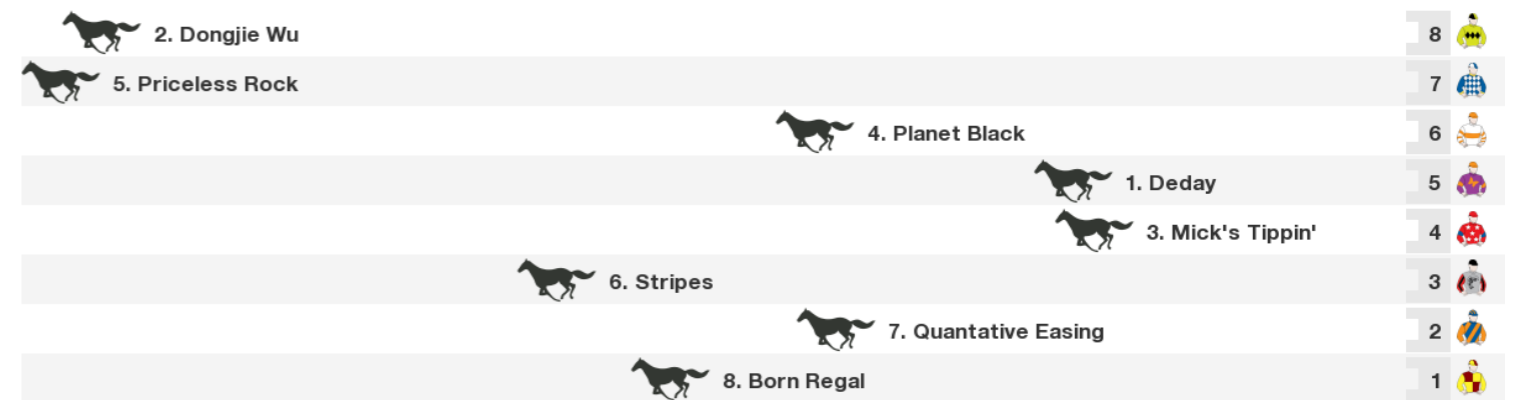 2. Dongjie Wu 8
5. Priceless Rock 7
4. Planet Black 6
1. Deday 5
3. Mick's Tippin' 4
6. Stripes 3
7. Quantative Easing 2
8. Born Regal 1